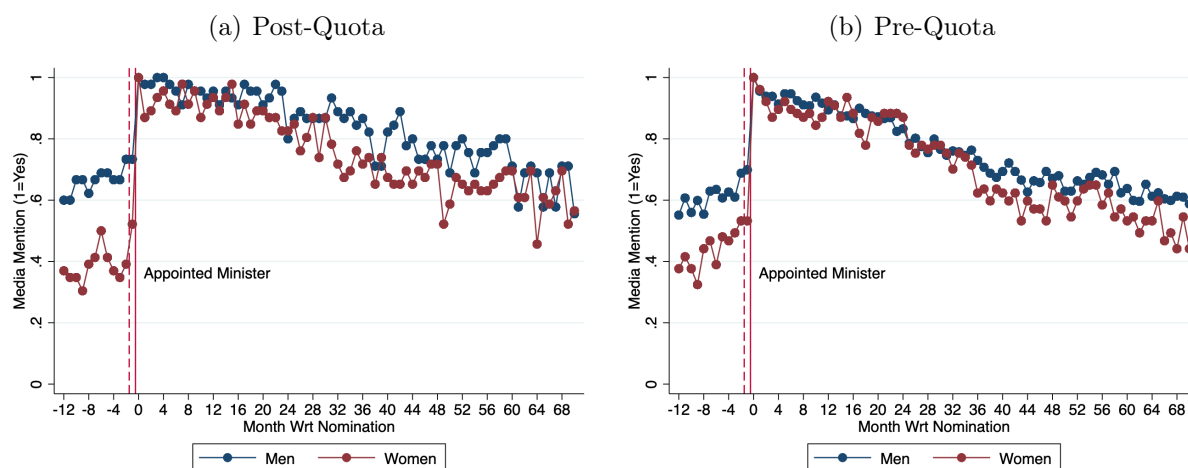 (a) Post-Quota
Media Mention (1=Yes)
1
.8
.6
.4
.2
0
Appointed Minister
-12 -8 -4 0 4 8 12 16 20 24 28 32 36 40 44 48 52 56 60 64 68
Month Wrt Nomination
Men Women
(b) Pre-Quota
Media Mention (1=Yes)
1
.8
.6
.4
.2
0
Appointed Minister
-12 -8 -4 0 4 8 12 16 20 24 28 32 36 40 44 48 52 56 60 64 68
Month Wrt Nomination
Men Women